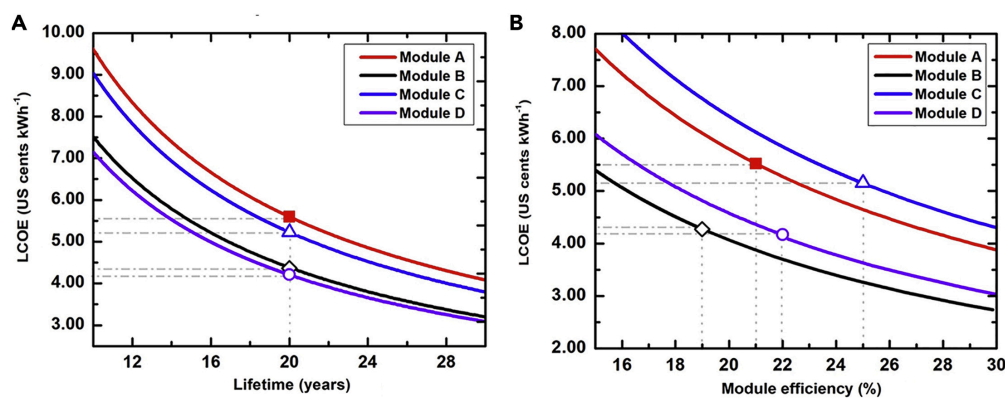 A
10.00
9.00
8.00
7.00
6.00
5.00
4.00
3.00
LCOE (US cents kWh⁻¹)
12 16 20 24 28
Lifetime (years)
Module A
Module B
Module C
Module D
B
8.00
7.00
6.00
5.00
4.00
3.00
2.00
LCOE (US cents kWh⁻¹)
16 18 20 22 24 26 28 30
Module efficiency (%)
Module A
Module B
Module C
Module D